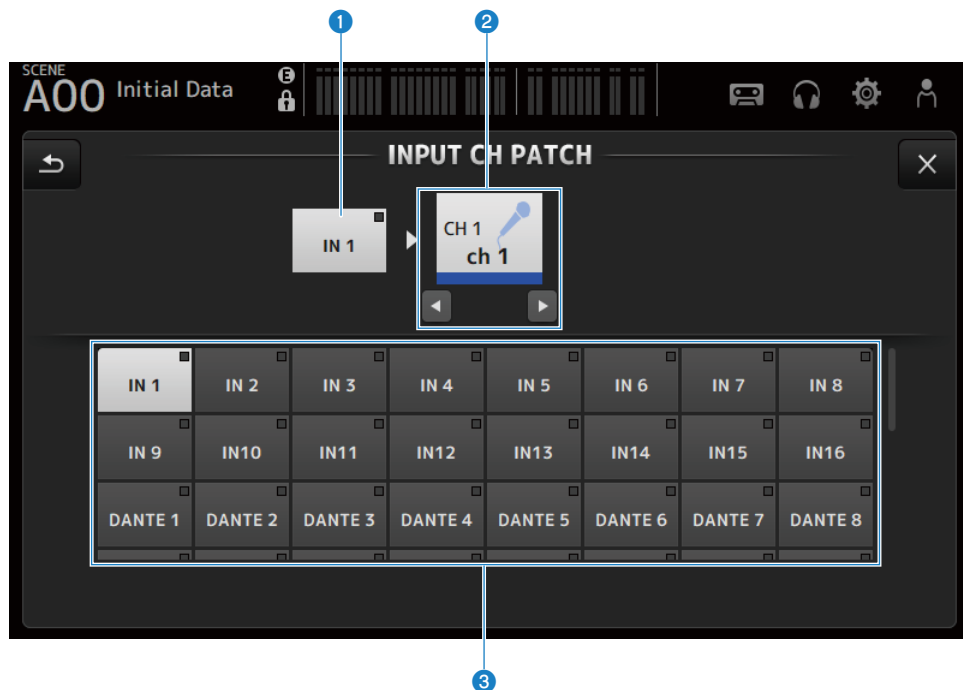 1 2
SCENE
A00 Initial Data E
INPUT CH PATCH
IN 1
CH 1
ch 1
IN 1 IN 2 IN 3 IN 4 IN 5 IN 6 IN 7 IN 8
IN 9 IN10 IN11 IN12 IN13 IN14 IN15 IN16
DANTE 1 DANTE 2 DANTE 3 DANTE 4 DANTE 5 DANTE 6 DANTE 7 DANTE 8
3